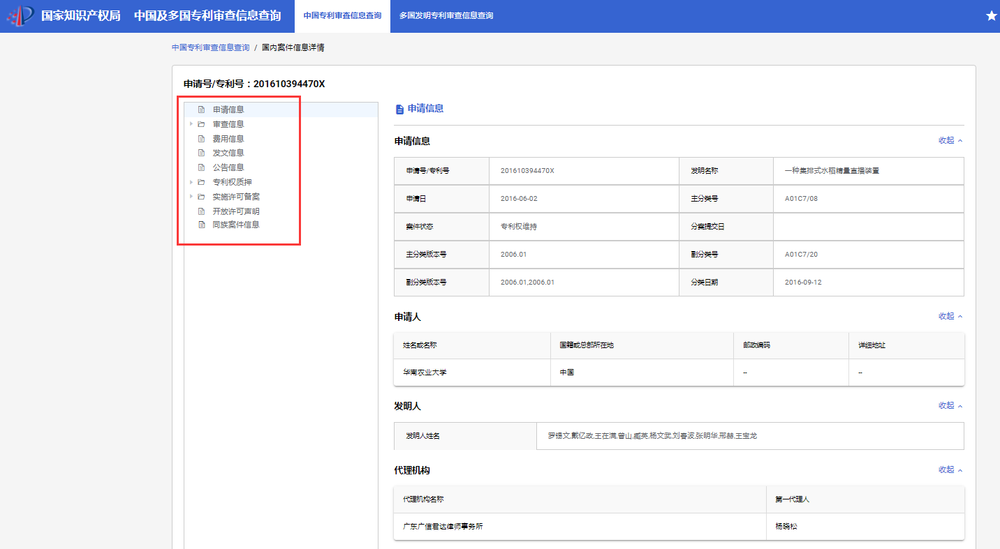 国家知识产权局 中国及多国专利审查信息查询 中国专利审查信息查询 多国发明专利审查信息查询
中国专利审查信息查询 / 国内案件信息详情
申请号/专利号：201610394470X
申请信息
审查信息
费用信息
发文信息
公告信息
专利权质押
实施许可备案
开放许可声明
同族案件信息
申请信息
申请信息 收起
申请号/专利号 201610394470X 发明名称 一种集排式水稻精量直播装置
申请日 2016-06-02 主分类号 A01C7/08
案件状态 专利权维持 分案提交日
主分类版本号 2006.01 副分类号 A01C7/20
副分类版本号 2006.01,2006.01 分类日期 2016-09-12
申请人 收起
姓名或名称 国籍或总部所在地 邮政编码 详细地址
华南农业大学 中国 -- --
发明人 收起
发明人姓名 罗锡文,戴亿政,王在满,曾山,臧英,杨文武,刘春波,张明华,邢赫,王宝龙
代理机构 收起
代理机构名称 第一代理人
广东广信君达律师事务所 杨晓松